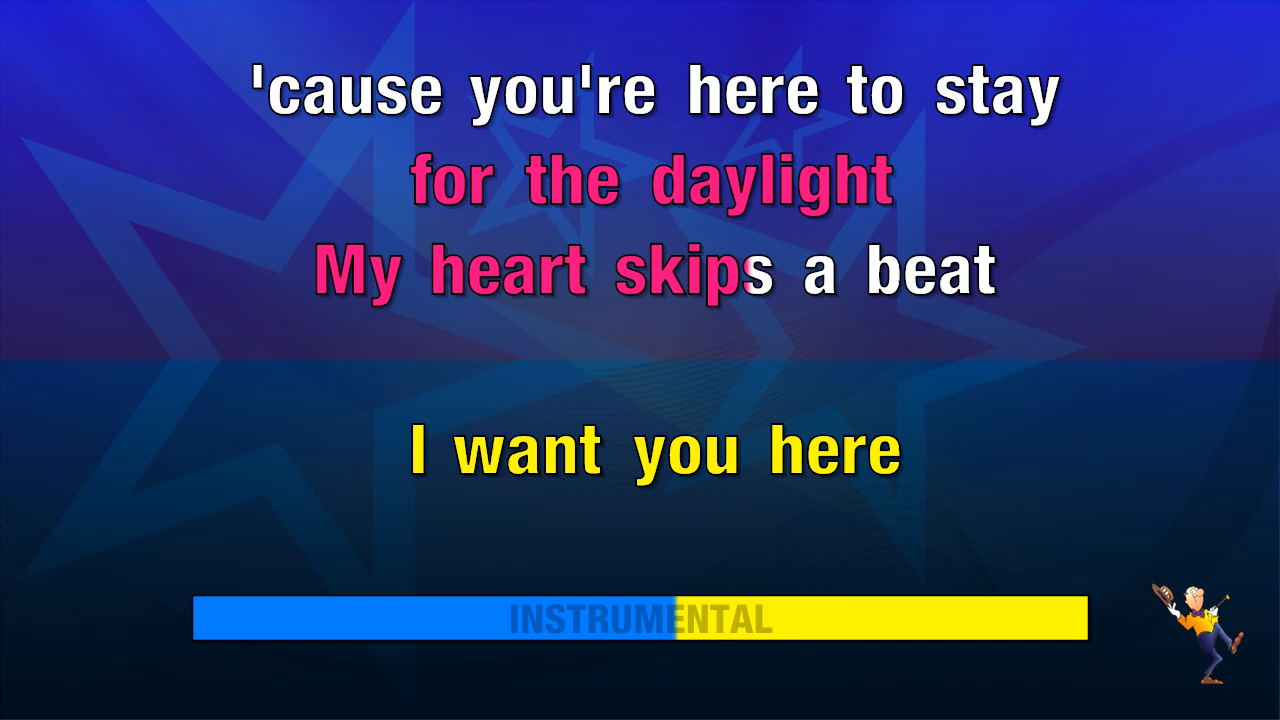 'cause you're here to stay
for the daylight
My heart skips a beat
I want you here
INSTRUMENTAL